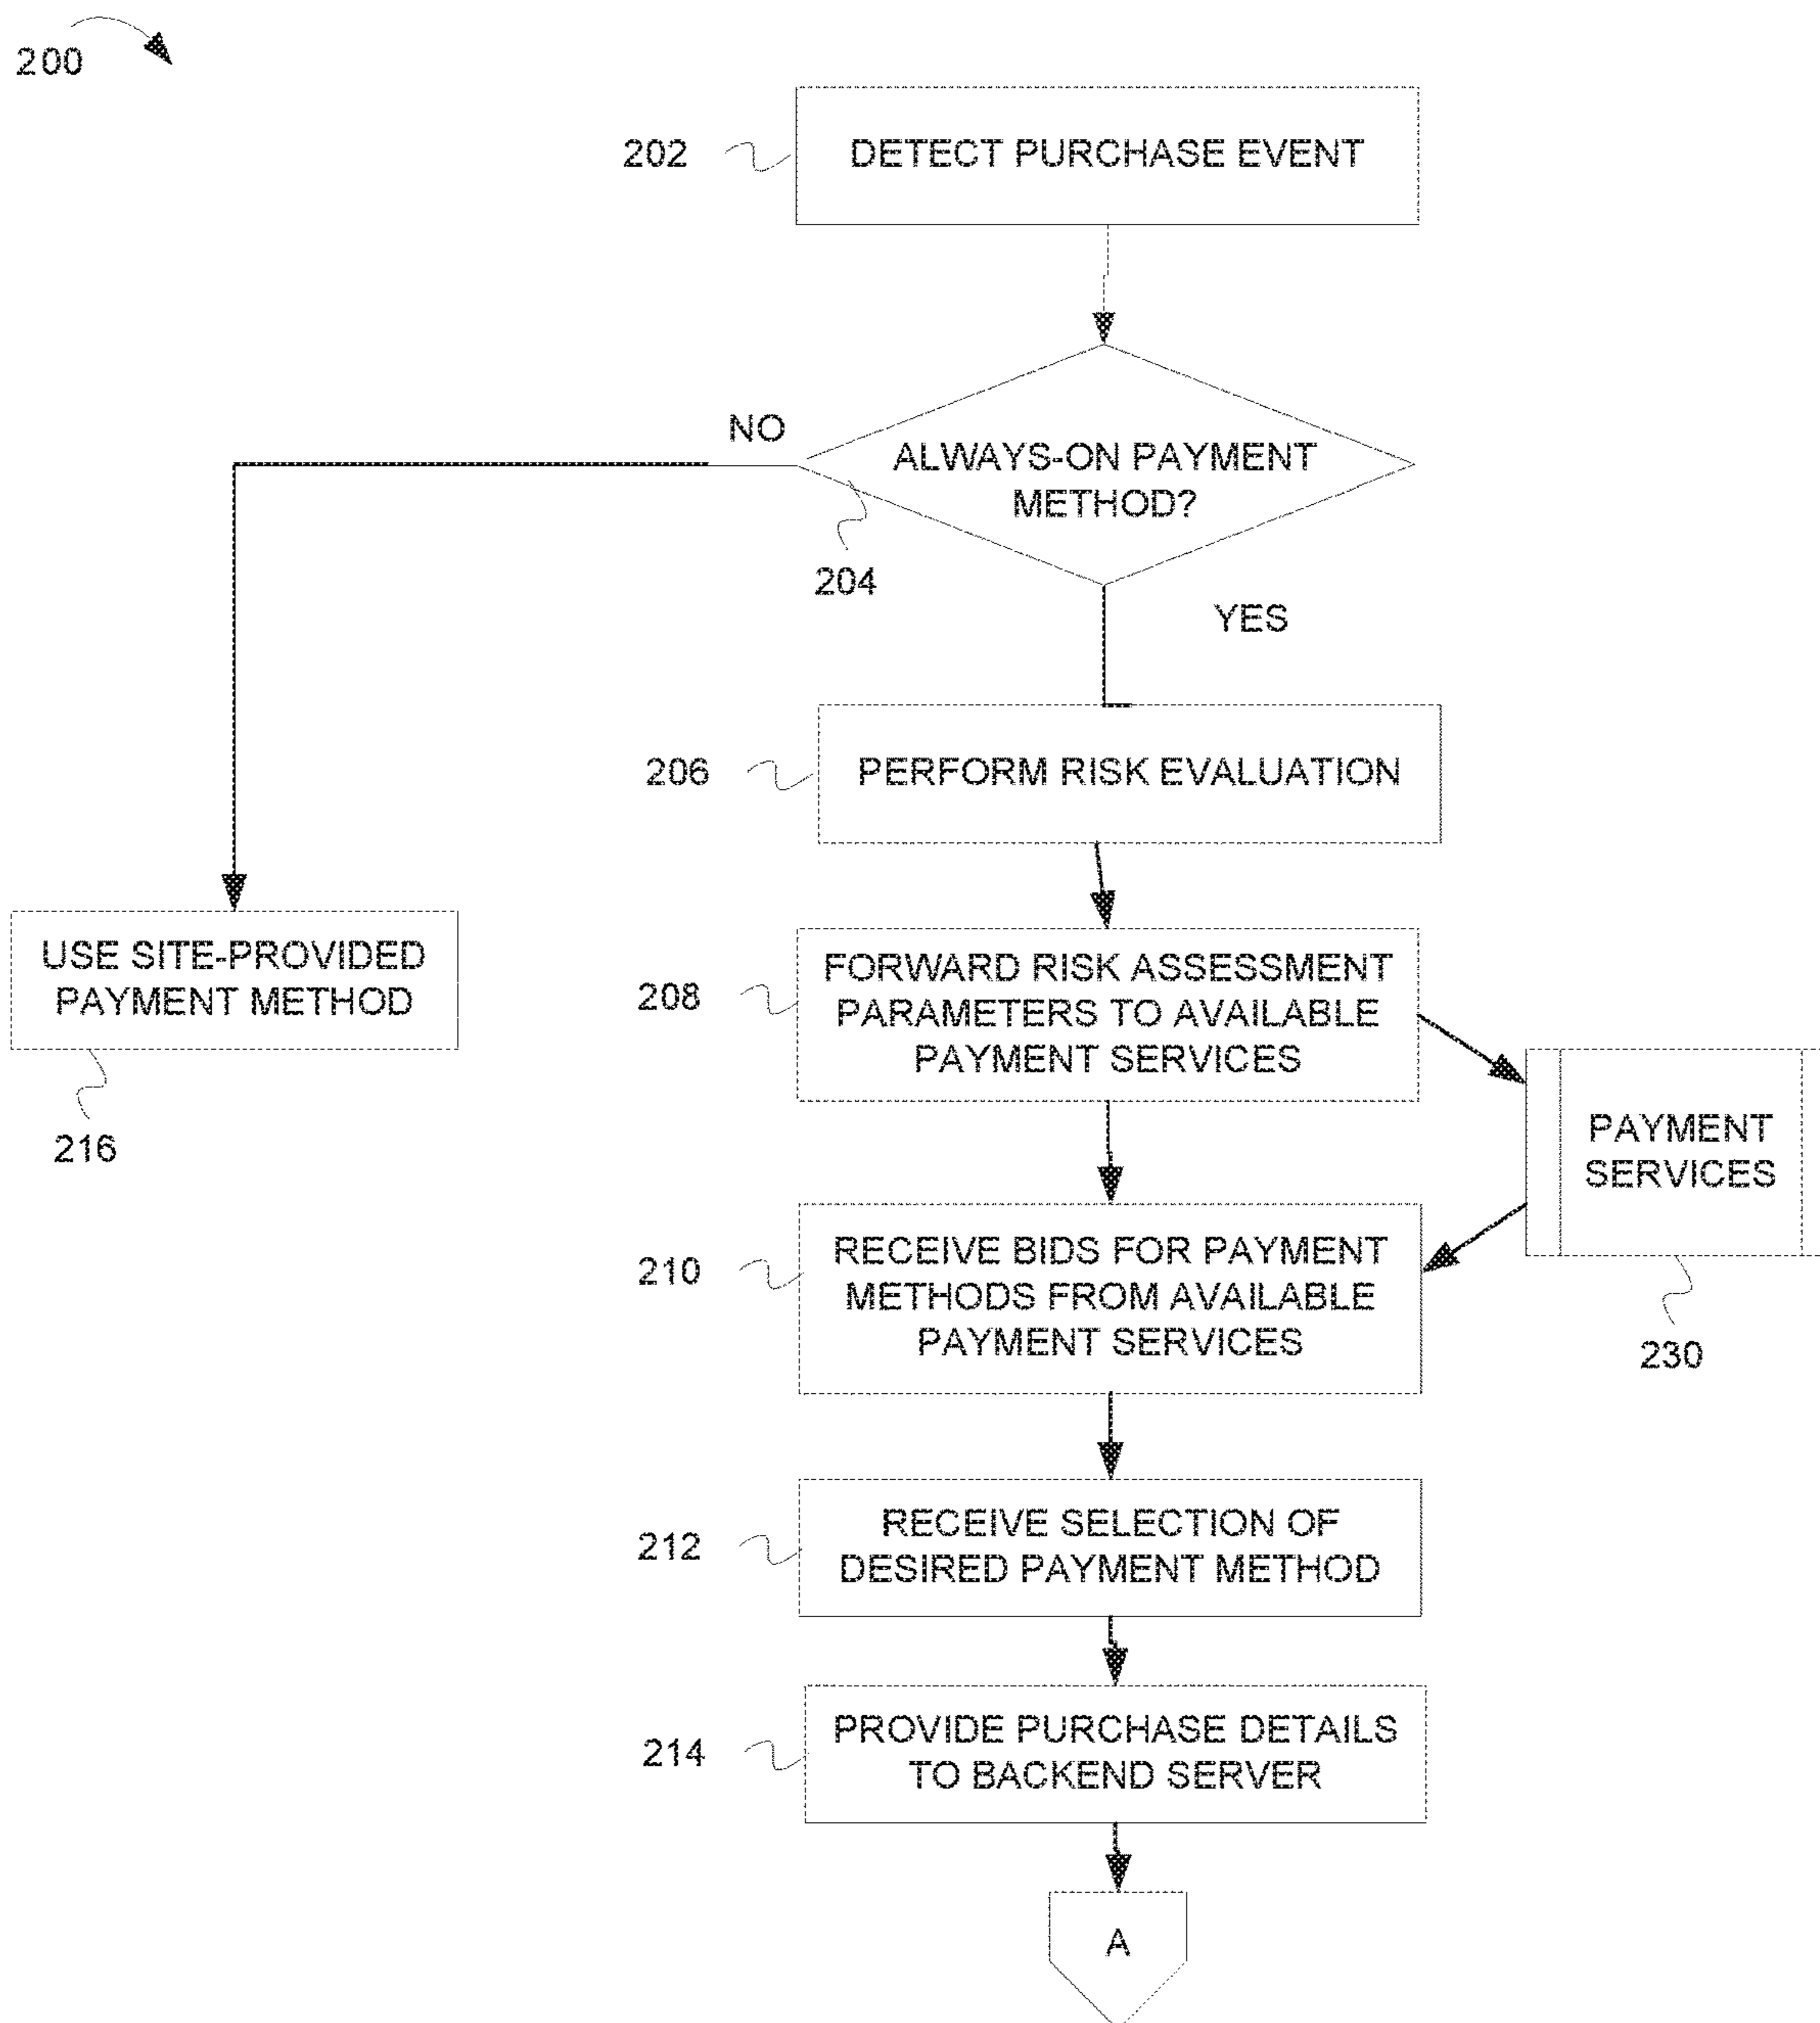 200
202
DETECT PURCHASE EVENT
NO
ALWAYS-ON PAYMENT
METHOD?
204
YES
206
PERFORM RISK EVALUATION
USE SITE-PROVIDED
PAYMENT METHOD
216
208
FORWARD RISK ASSESSMENT
PARAMETERS TO AVAILABLE
PAYMENT SERVICES
PAYMENT
SERVICES
230
210
RECEIVE BIDS FOR PAYMENT
METHODS FROM AVAILABLE
PAYMENT SERVICES
212
RECEIVE SELECTION OF
DESIRED PAYMENT METHOD
214
PROVIDE PURCHASE DETAILS
TO BACKEND SERVER
A